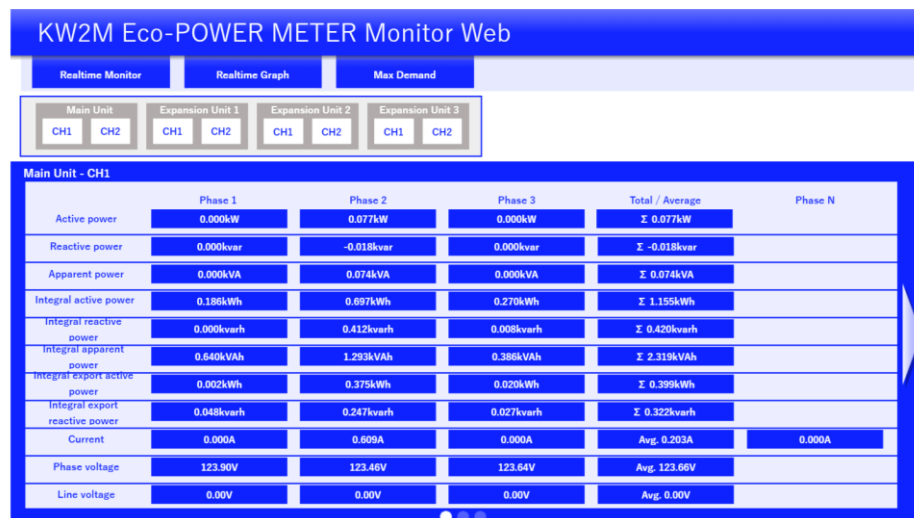 KW2M Eco-POWER METER Monitor Web
Realtime Monitor Realtime Graph Max Demand
Main Unit Expansion Unit 1 Expansion Unit 2 Expansion Unit 3
CH1 CH2 CH1 CH2 CH1 CH2 CH1 CH2
Main Unit - CH1
Phase 1 Phase 2 Phase 3 Total / Average Phase N
Active power 0.000kW 0.077kW 0.000kW Σ 0.077kW
Reactive power 0.000kvar -0.018kvar 0.000kvar Σ -0.018kvar
Apparent power 0.000kVA 0.074kVA 0.000kVA Σ 0.074kVA
Integral active power 0.186kWh 0.697kWh 0.270kWh Σ 1.155kWh
Integral reactive
power 0.000kvarh 0.412kvarh 0.008kvarh Σ 0.420kvarh
Integral apparent
power 0.640kVAh 1.293kVAh 0.386kVAh Σ 2.319kVAh
Integral export active
power 0.002kWh 0.375kWh 0.020kWh Σ 0.399kWh
Integral export
reactive power 0.048kvarh 0.247kvarh 0.027kvarh Σ 0.322kvarh
Current 0.000A 0.609A 0.000A Avg. 0.203A 0.000A
Phase voltage 123.90V 123.46V 123.64V Avg. 123.66V
Line voltage 0.00V 0.00V 0.00V Avg. 0.00V